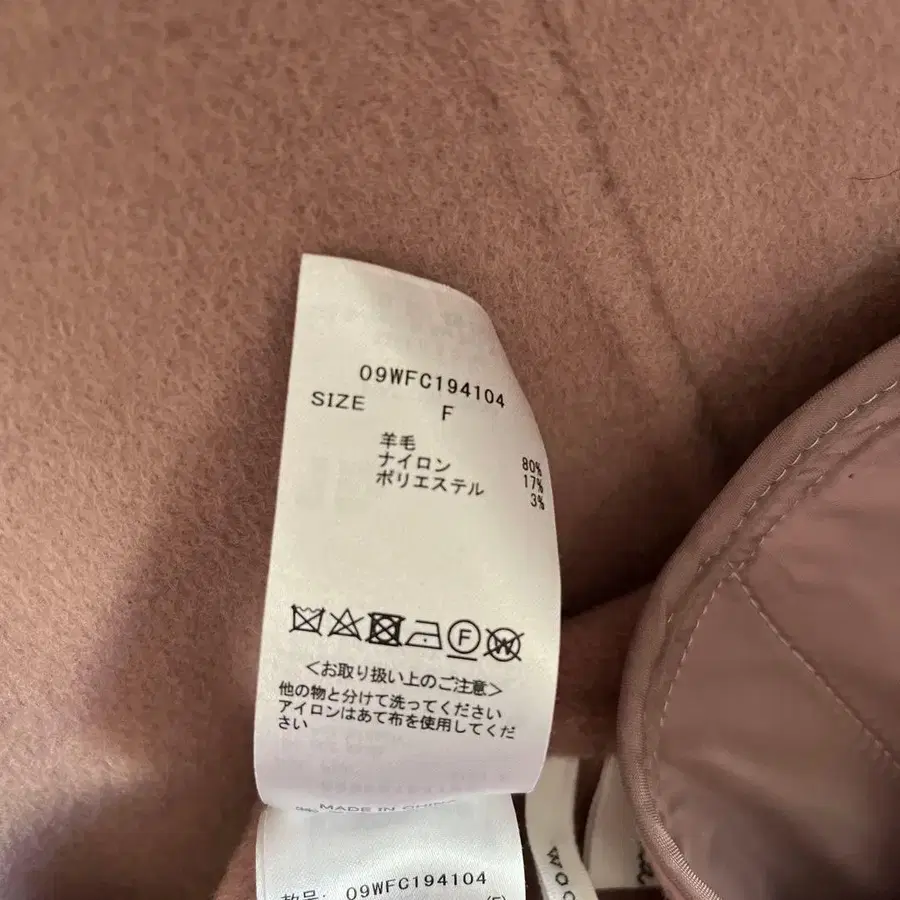 09WFC194104
SIZE F
羊毛 80%
ナイロン 17%
ポリエステル 3%
F W
<お取り扱い上のご注意>
他の物と分けて洗ってください
アイロンはあて布を使用してくだ
さい
MADE IN CHINA
款号: 09WFC194104